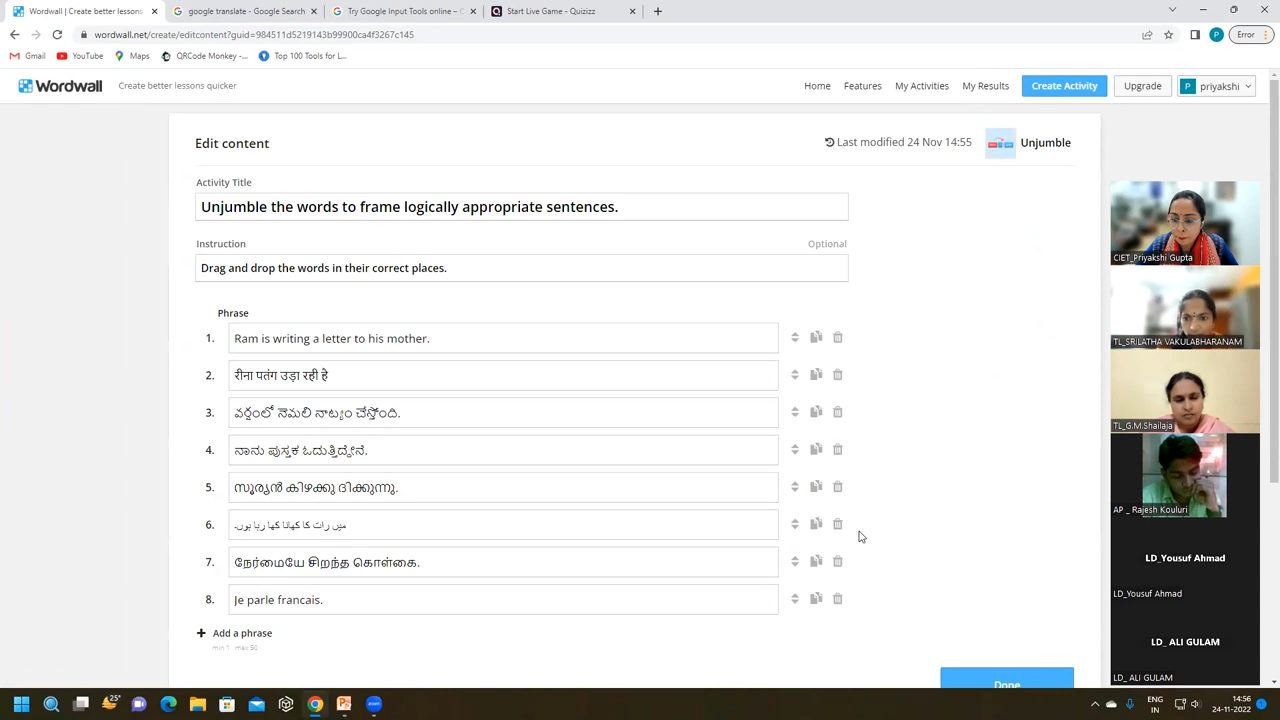 Wordwall | Create better lessons
google translate - Google Search
Try Google Input Tools online – G
Start Live Game - Quizizz
wordwall.net/create/editcontent?guid=984511d5219143b99900ca4f3267c145
P
Error
Gmail
YouTube
Maps
QRCode Monkey -...
Top 100 Tools for L...
Wordwall
Create better lessons quicker
Home
Features
My Activities
My Results
Create Activity
Upgrade
P priyakshi
Edit content
Last modified 24 Nov 14:55
Unjumble
Activity Title
Unjumble the words to frame logically appropriate sentences.
Instruction
Optional
Drag and drop the words in their correct places.
Phrase
1. Ram is writing a letter to his mother.
2. रीना पतंग उड़ा रही है
3. వర్షంలో నెమలి నాట్యం చేస్తోంది.
4. ನಾನು ಪುಸ್ತಕ ಓದುತ್ತಿದ್ದೇನೆ.
5. സൂര്യൻ കിഴക്കു ദിക്കുന്നു.
6. میں رات کا کھانا کھا رہا ہوں۔
7. நேர்மையே சிறந்த கொள்கை.
8. Je parle francais.
Add a phrase
min 1 max 50
Done
CIET_Priyakshi Gupta
TL_SRILATHA VAKULABHARANAM
TL_G.M.Shailaja
AP _ Rajesh Kouluri
LD_Yousuf Ahmad
LD_Yousuf Ahmad
LD_ ALI GULAM
LD_ ALI GULAM
25°
ENG
IN
14:56
24-11-2022